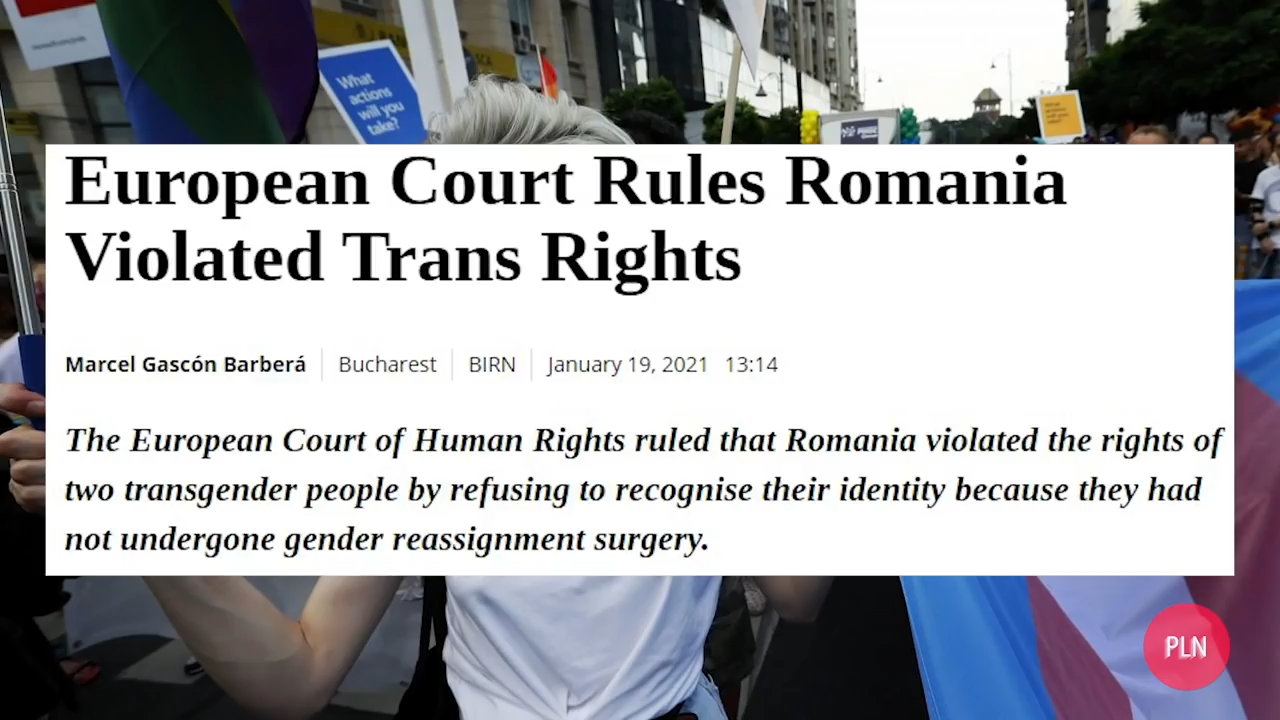 What
actions
will you
take?
European Court Rules Romania
Violated Trans Rights
Marcel Gascón Barberá Bucharest BIRN January 19, 2021 13:14
The European Court of Human Rights ruled that Romania violated the rights of
two transgender people by refusing to recognise their identity because they had
not undergone gender reassignment surgery.
PLN